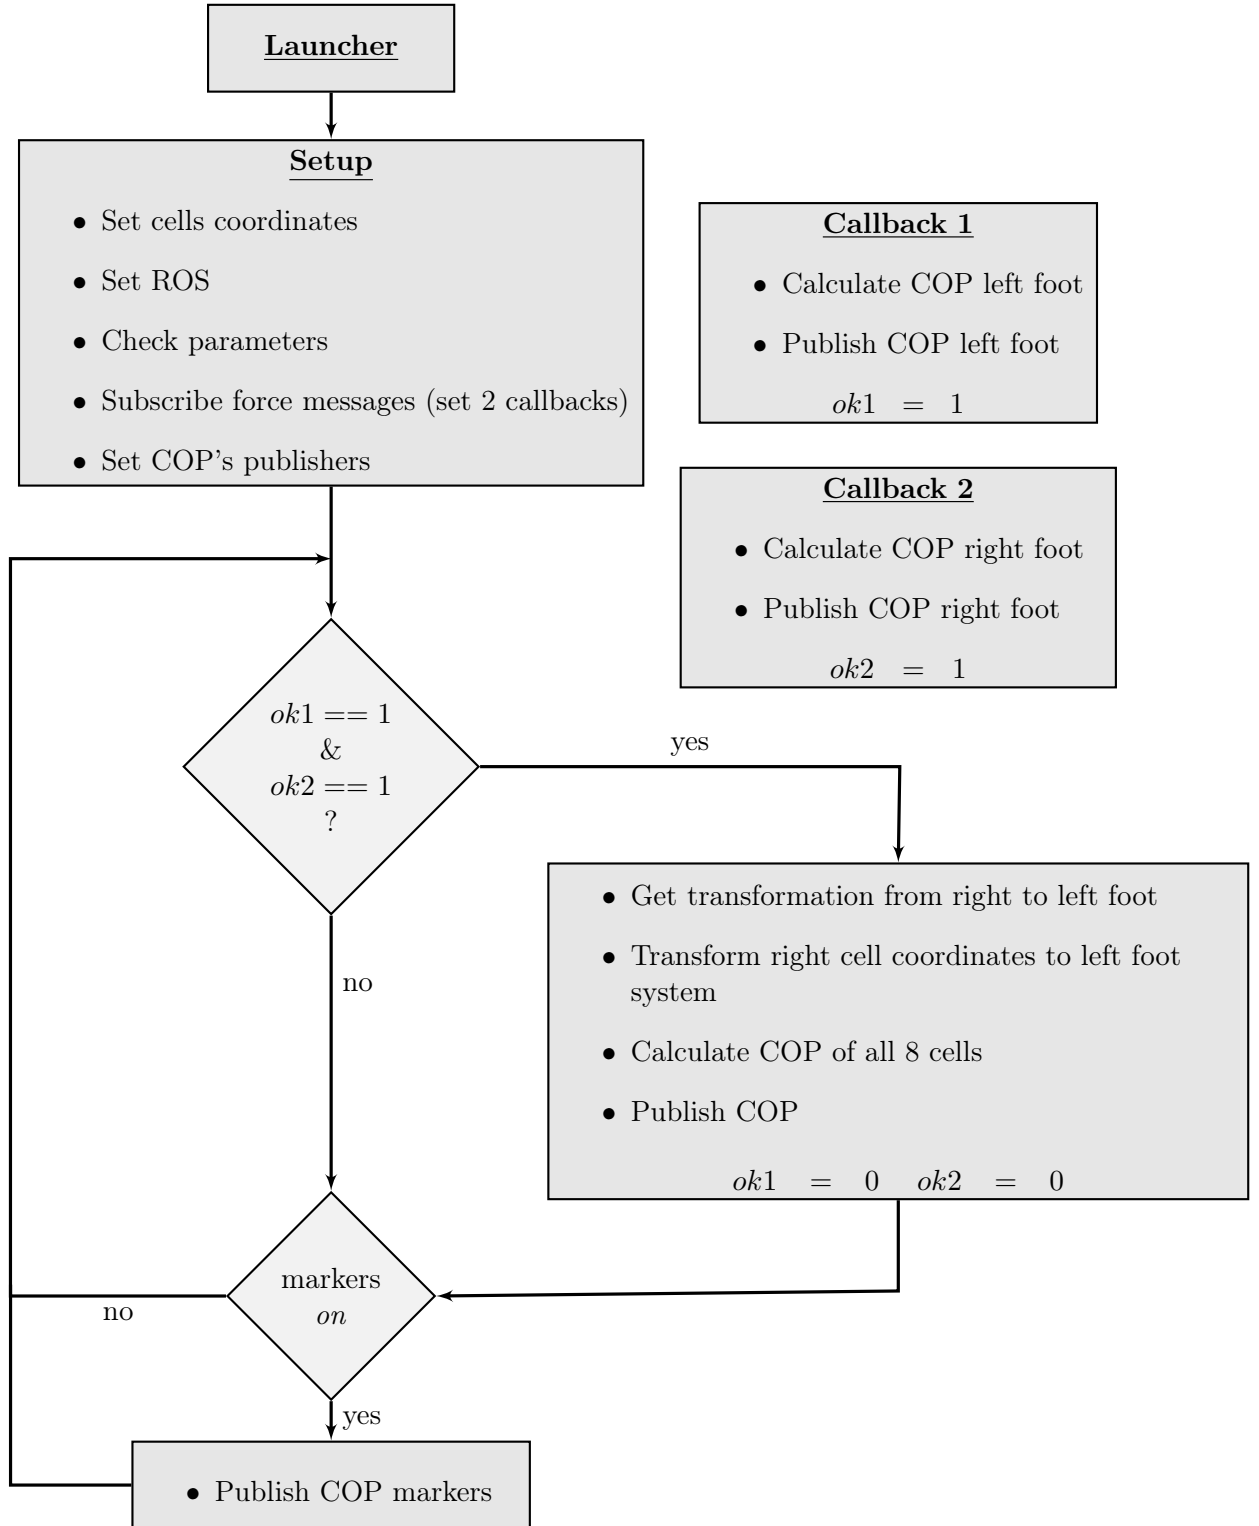 Launcher
Setup
• Set cells coordinates
• Set ROS
• Check parameters
• Subscribe force messages (set 2 callbacks)
• Set COP's publishers
Callback 1
• Calculate COP left foot
• Publish COP left foot
ok1 = 1
Callback 2
• Calculate COP right foot
• Publish COP right foot
ok2 = 1
ok1 == 1
&
ok2 == 1
?
yes
no
• Get transformation from right to left foot
• Transform right cell coordinates to left foot
system
• Calculate COP of all 8 cells
• Publish COP
ok1 = 0 ok2 = 0
markers
on
no
yes
• Publish COP markers